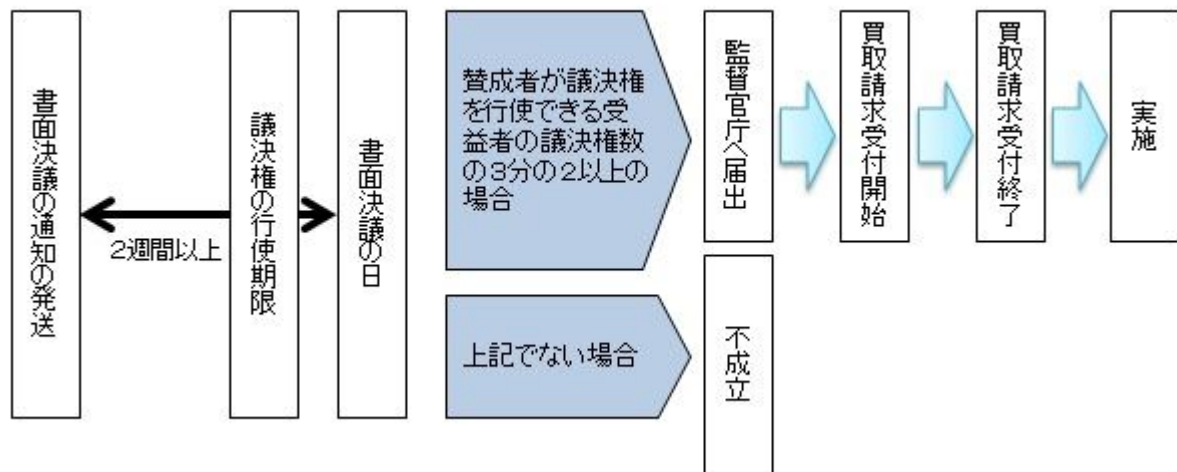 書面決議の通知の発送
2週間以上
議決権の行使期限
書面決議の日
賛成者が議決権
を行使できる受
益者の議決権数
の3分の2以上の
場合
監督官庁へ届出
買取請求受付開始
買取請求受付終了
実施
上記でない場合
不成立